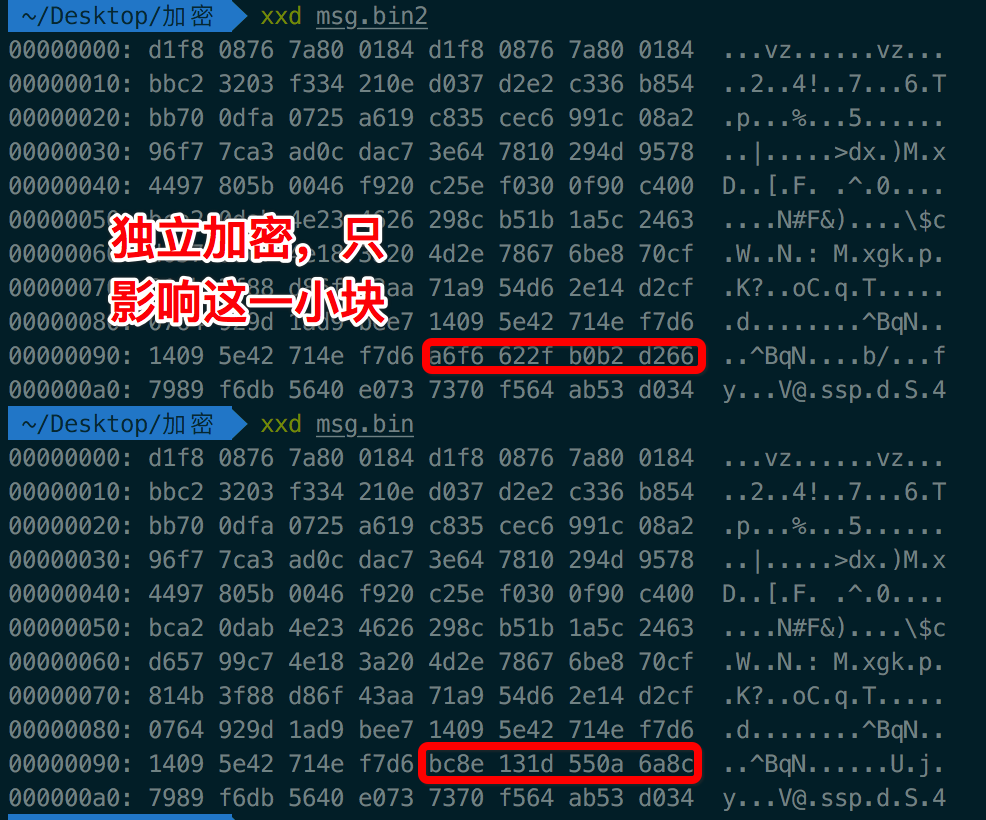 ~/Desktop/加密 xxd msg.bin2
00000000: d1f8 0876 7a80 0184 d1f8 0876 7a80 0184 ...vz......vz...
00000010: bbc2 3203 f334 210e d037 d2e2 c336 b854 ..2..4!..7...6.T
00000020: bb70 0dfa 0725 a619 c835 cec6 991c 08a2 .p...%...5......
00000030: 96f7 7ca3 ad0c dac7 3e64 7810 294d 9578 ..|.....>dx.)M.x
00000040: 4497 805b 0046 f920 c25e f030 0f90 c400 D..[.F. .^.0....
0000005 4e23 4626 298c b51b 1a5c 2463 ....N#F&)....\$c
0000006 4d2e 7867 6be8 70cf .W..N.: M.xgk.p.
0000007 71a9 54d6 2e14 d2cf .K?..oC.q.T.....
0000008 1409 5e42 714e f7d6 .d........^BqN..
00000090: 1409 5e42 714e f7d6 a6f6 622f b0b2 d266 ..^BqN....b/...f
000000a0: 7989 f6db 5640 e073 7370 f564 ab53 d034 y...V@.ssp.d.S.4
独立加密，只
影响这一小块
~/Desktop/加密 xxd msg.bin
00000000: d1f8 0876 7a80 0184 d1f8 0876 7a80 0184 ...vz......vz...
00000010: bbc2 3203 f334 210e d037 d2e2 c336 b854 ..2..4!..7...6.T
00000020: bb70 0dfa 0725 a619 c835 cec6 991c 08a2 .p...%...5......
00000030: 96f7 7ca3 ad0c dac7 3e64 7810 294d 9578 ..|.....>dx.)M.x
00000040: 4497 805b 0046 f920 c25e f030 0f90 c400 D..[.F. .^.0....
00000050: bca2 0dab 4e23 4626 298c b51b 1a5c 2463 ....N#F&)....\$c
00000060: d657 99c7 4e18 3a20 4d2e 7867 6be8 70cf .W..N.: M.xgk.p.
00000070: 814b 3f88 d86f 43aa 71a9 54d6 2e14 d2cf .K?..oC.q.T.....
00000080: 0764 929d 1ad9 bee7 1409 5e42 714e f7d6 .d........^BqN..
00000090: 1409 5e42 714e f7d6 bc8e 131d 550a 6a8c ..^BqN......U.j.
000000a0: 7989 f6db 5640 e073 7370 f564 ab53 d034 y...V@.ssp.d.S.4